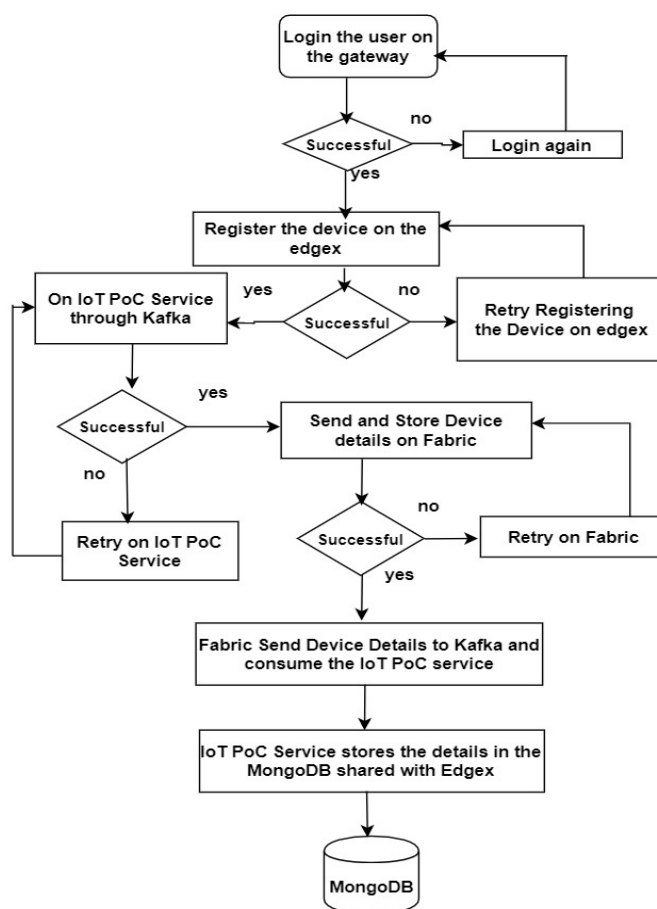 Login the user on
the gateway
no
Successful
Login again
yes
Register the device on the
edgex
On IoT PoC Service
through Kafka
yes
no
Successful
Retry Registering
the Device on edgex
yes
Successful
Send and Store Device
details on Fabric
no
no
Retry on IoT PoC
Service
Successful
Retry on Fabric
yes
Fabric Send Device Details to Kafka and
consume the IoT PoC service
IoT PoC Service stores the details in the
MongoDB shared with Edgex
MongoDB